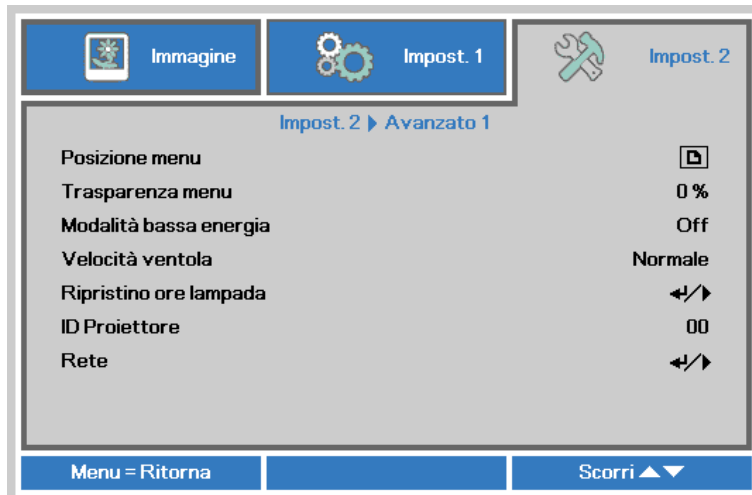 Immagine Impost. 1 Impost. 2
Impost. 2 Avanzato 1
Posizione menu
Trasparenza menu 0 %
Modalità bassa energia Off
Velocità ventola Normale
Ripristino ore lampada
ID Proiettore 00
Rete
Menu = Ritorna Scorri